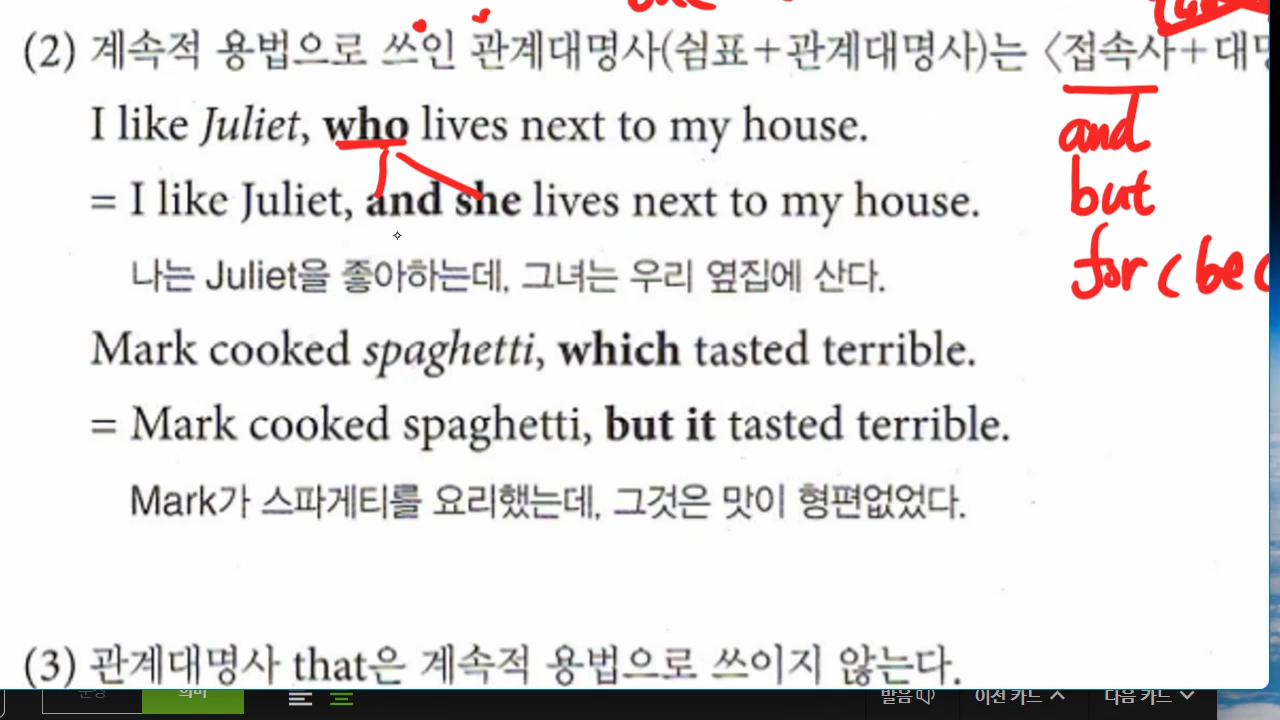 (2) 계속적 용법으로 쓰인 관계대명사(쉼표+관계대명사)는 〈접속사+대명
I like Juliet, who lives next to my house.
and
= I like Juliet, and she lives next to my house.
but
나는 Juliet을 좋아하는데, 그녀는 우리 옆집에 산다.
for ( bec
Mark cooked spaghetti, which tasted terrible.
= Mark cooked spaghetti, but it tasted terrible.
Mark가 스파게티를 요리했는데, 그것은 맛이 형편없었다.
(3) 관계대명사 that은 계속적 용법으로 쓰이지 않는다.
발음 이전 카드 다음 카드